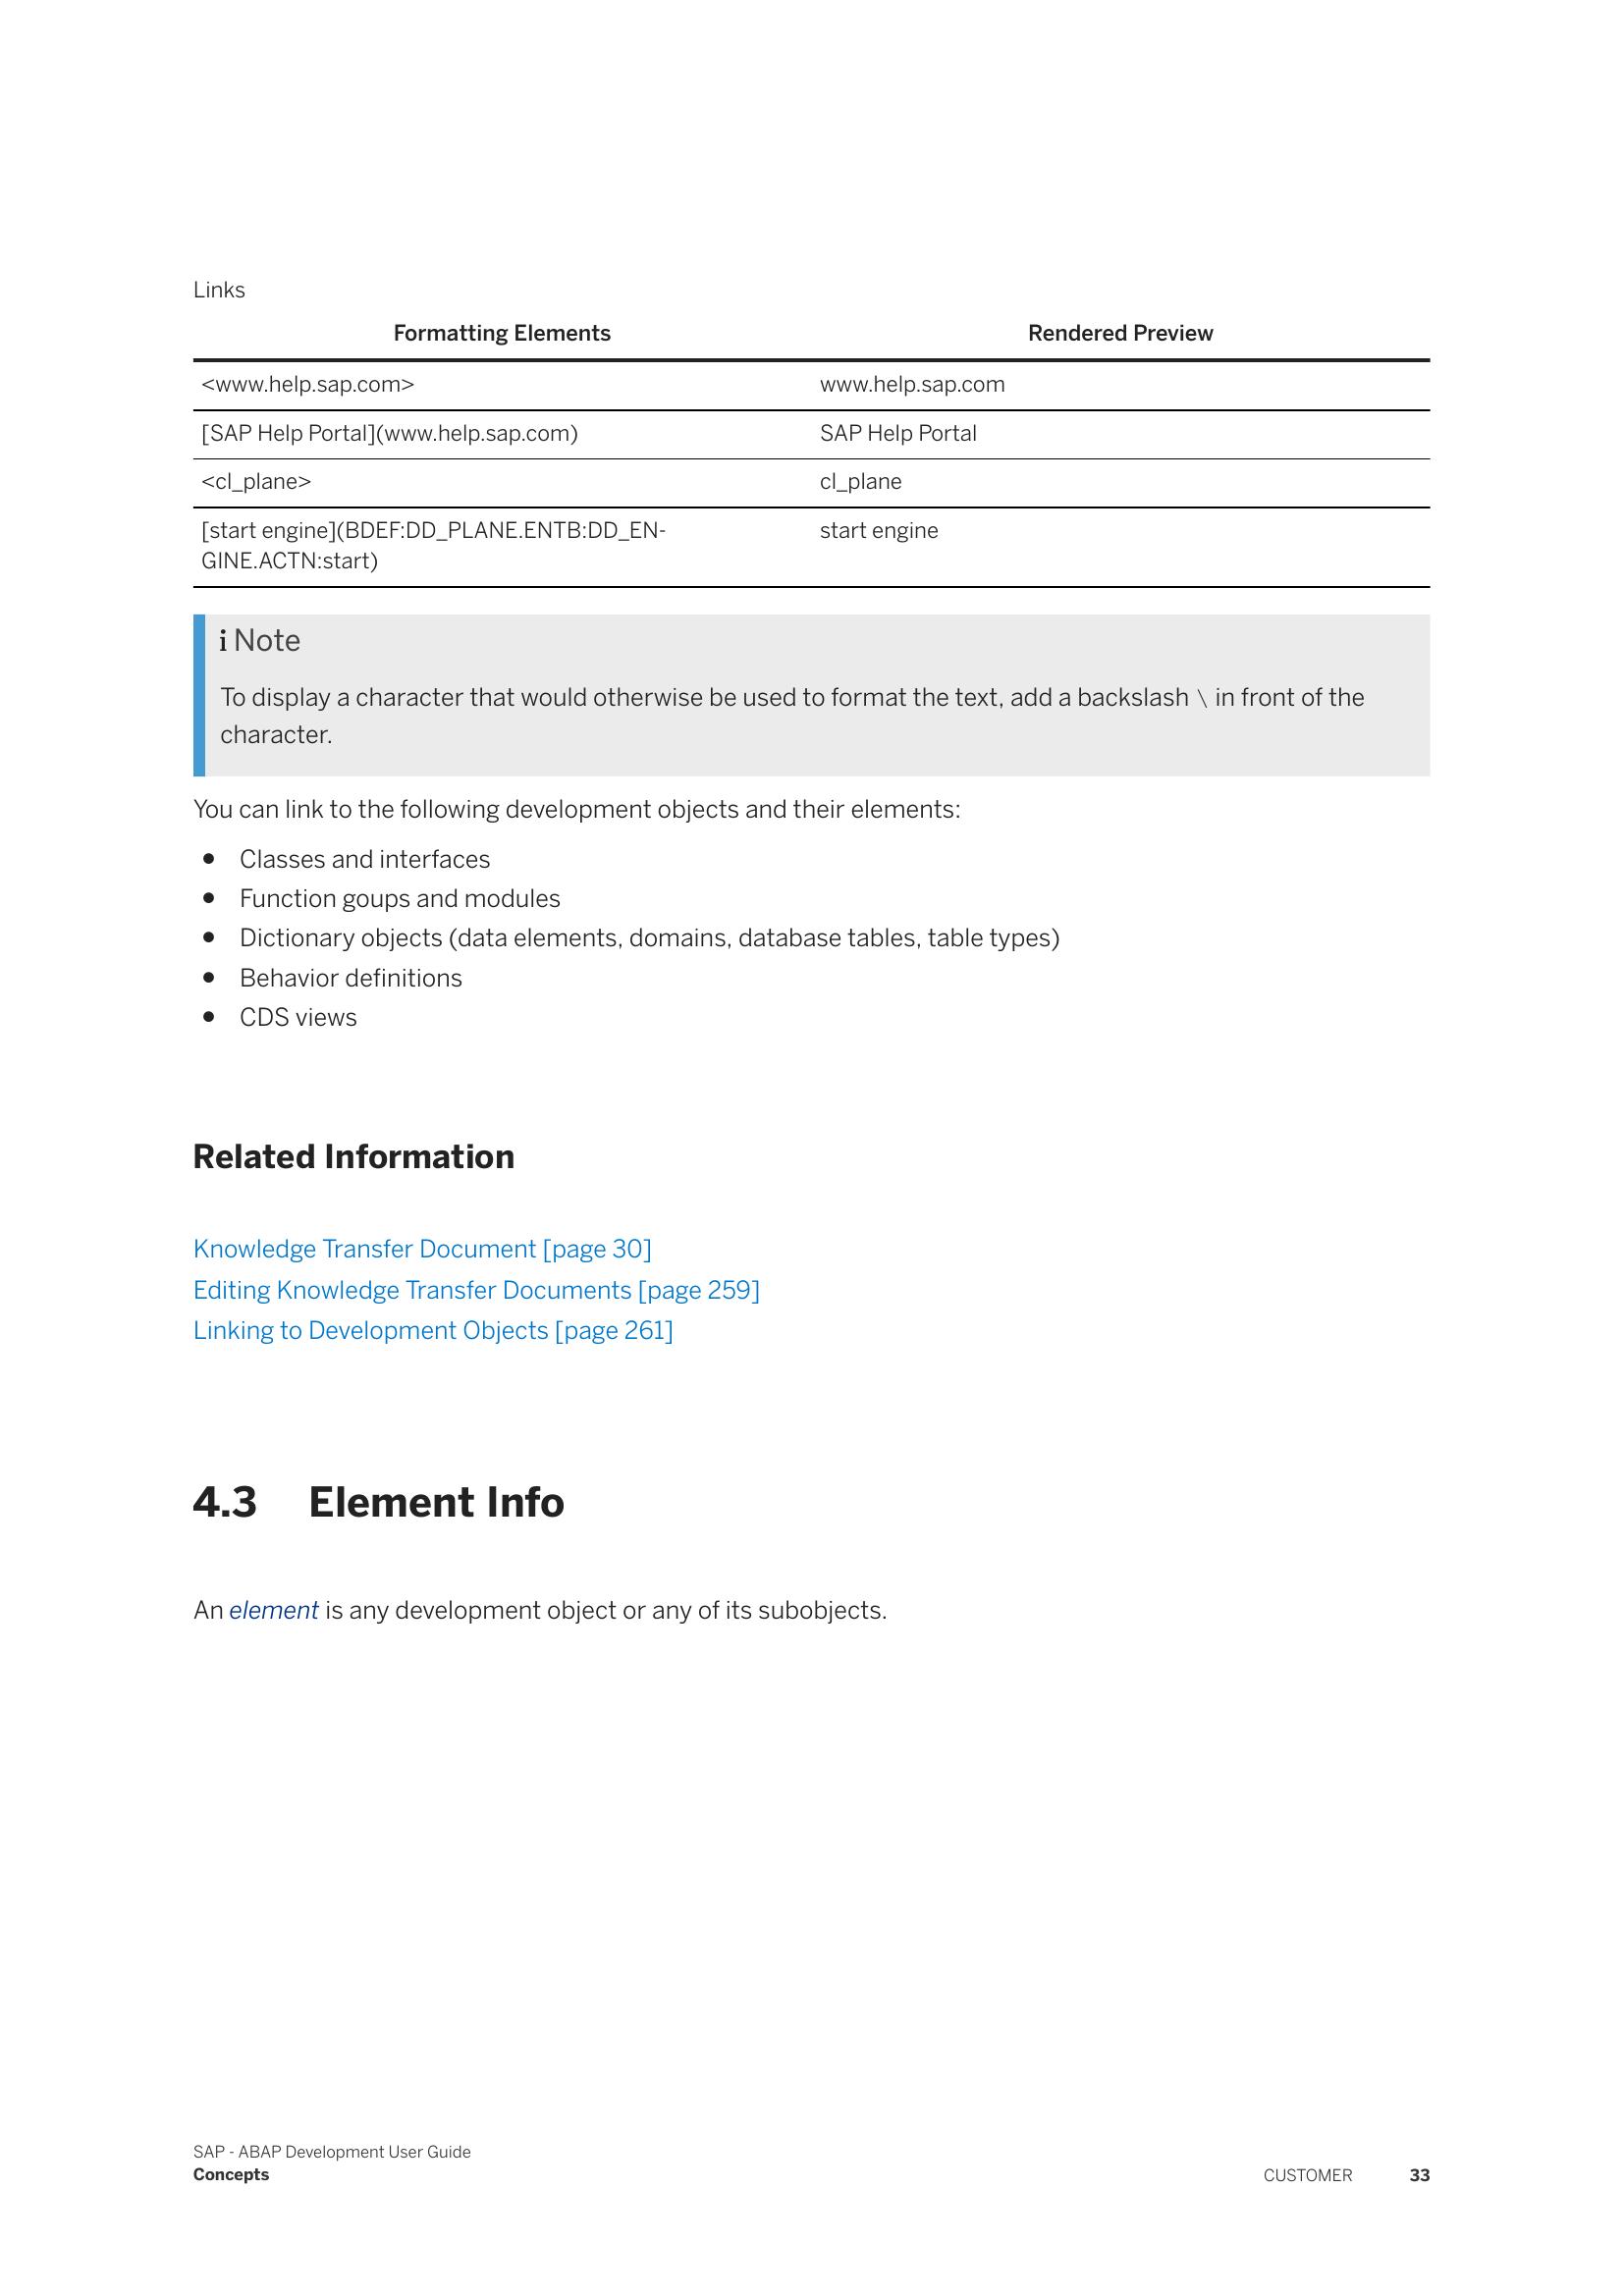 Links
Formatting Elements Rendered Preview
<www.help.sap.com> www.help.sap.com
[SAP Help Portal](www.help.sap.com) SAP Help Portal
<cl_plane> cl_plane
[start engine](BDEF:DD_PLANE.ENTB:DD_EN- start engine
GINE.ACTN:start)
i Note
To display a character that would otherwise be used to format the text, add a backslash \ in front of the
character.
You can link to the following development objects and their elements:
• Classes and interfaces
• Function goups and modules
• Dictionary objects (data elements, domains, database tables, table types)
• Behavior definitions
• CDS views
Related Information
Knowledge Transfer Document [page 30]
Editing Knowledge Transfer Documents [page 259]
Linking to Development Objects [page 261]
4.3 Element Info
An element is any development object or any of its subobjects.
SAP - ABAP Development User Guide
Concepts CUSTOMER 33